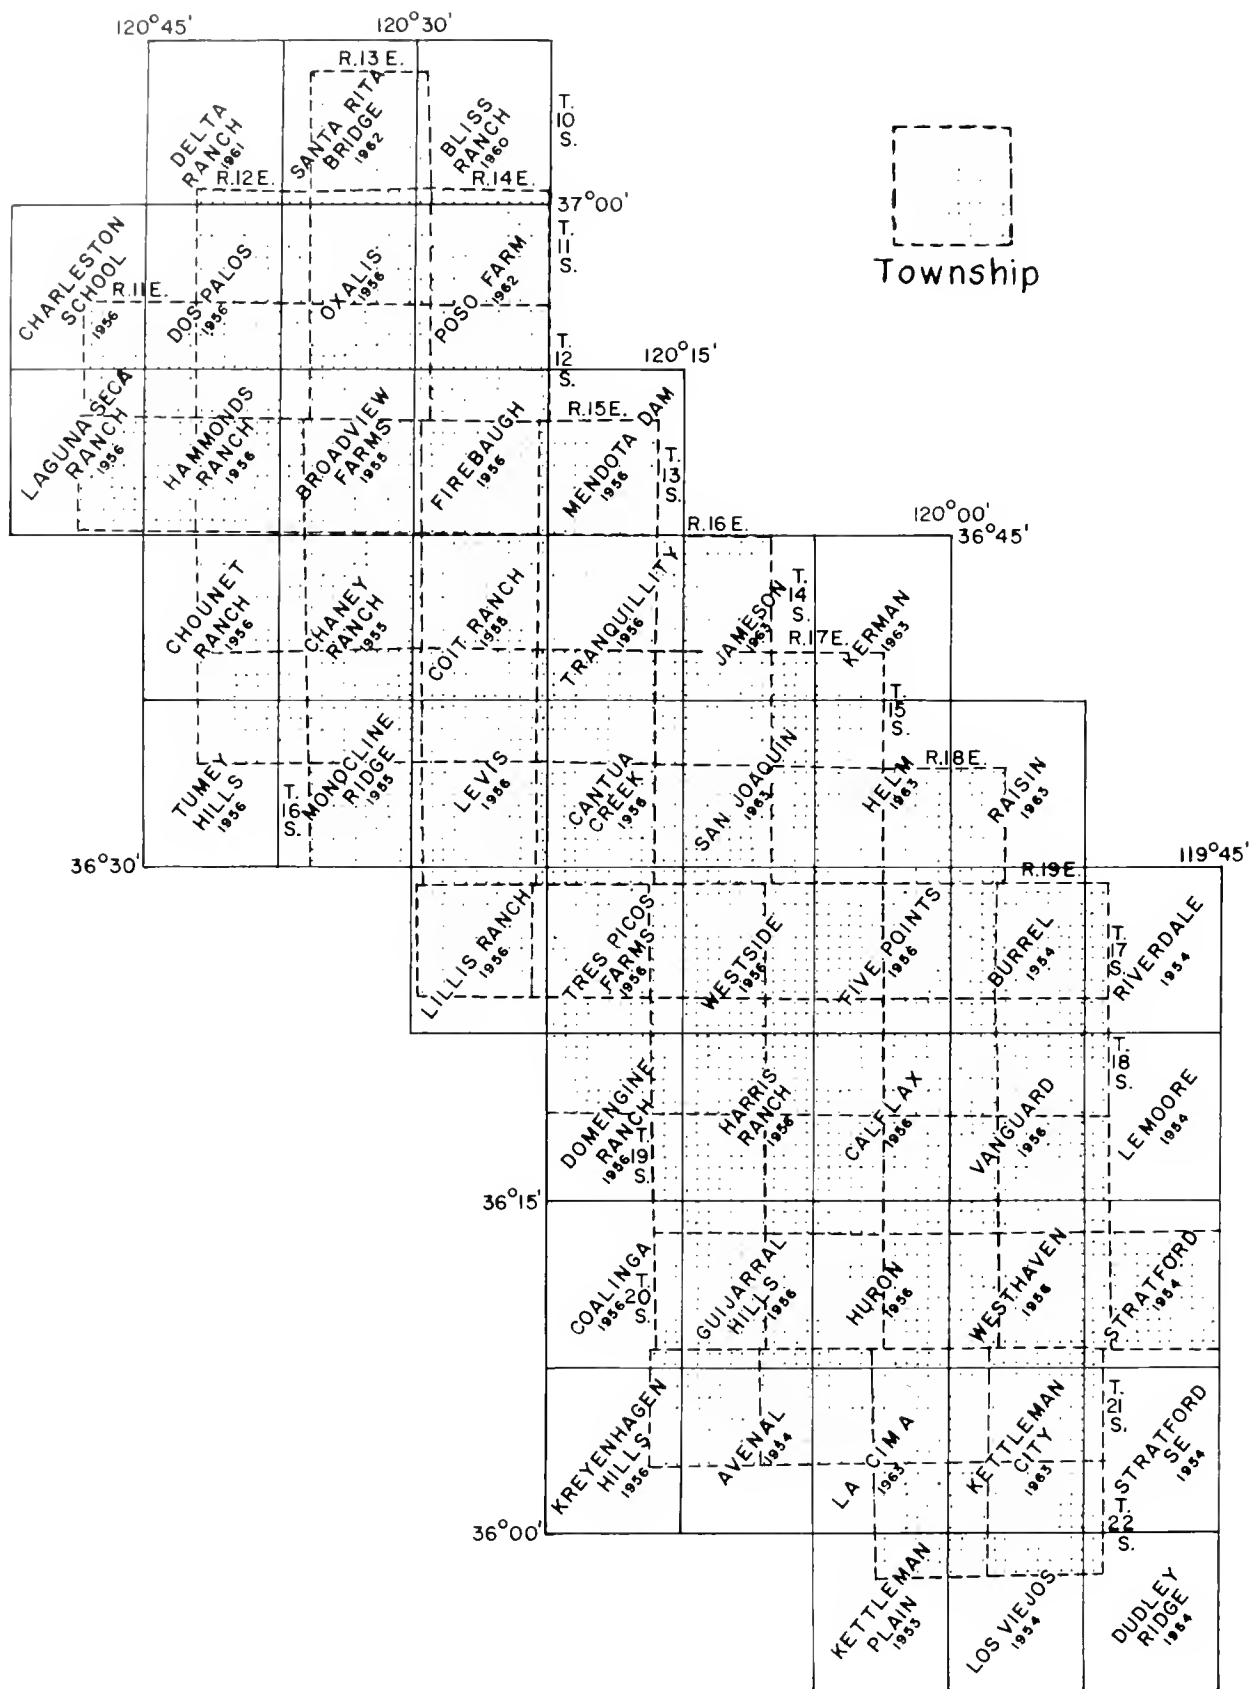 120°45'
120°30'
R.13 E.
DELTA
RANCH
1961
SANTA RITA
BRIDGE
1962
BLISS
RANCH
1960
T.
10
S.
R.12 E.
R.14 E.
37°00'
Township
CHARLESTON
SCHOOL
1956
R.11 E.
DOS PALOS
1956
OXALIS
1956
POSO FARM
1962
T.
11
S.
T.
12
S.
120°15'
LAGUNA SECA
RANCH
1956
HAMMONDS
RANCH
1956
BROADVIEW
FARMS
1955
FIREBAUGH
1956
R.15 E.
MENDOTA DAM
1956
T.
13
S.
R.16 E.
120°00'
36°45'
CHOUNET
RANCH
1956
CHANEY
RANCH
1955
COIT RANCH
1955
TRANQUILLITY
1956
JAMESON
1963
T.
14
S.
R.17 E.
KERMAN
1963
TUMEY
HILLS
1956
T.
16
S.
MONOCLINE
RIDGE
1955
LEVIS
1956
CANTUA
CREEK
1956
SAN JOAQUIN
1963
T.
15
S.
HELM
1963
R.18 E.
RAISIN
1963
36°30'
119°45'
R.19 E.
LILLIS RANCH
1956
TRES PICOS
FARMS
1956
WESTSIDE
1956
FIVE POINTS
1956
BURREL
1954
T.
17
S.
RIVERDALE
1954
DOMENGINE
RANCH
1956
T.
19
S.
HARRIS
RANCH
1956
CALFLAX
1956
VANGUARD
1956
T.
18
S.
LEMOORE
1954
36°15'
COALINGA
1956
T.
20
S.
GUIJARRAL
HILLS
1956
HURON
1956
WESTHAVEN
1956
STRATFORD
1954
KREYENHAGEN
HILLS
1956
AVENAL
1954
LA CIMA
1963
KETTLEMAN
CITY
1963
T.
21
S.
STRATFORD
SE
1954
36°00'
T.
22
S.
KETTLEMAN
PLAIN
1953
LOS VIEJOS
1954
DUDLEY
RIDGE
1954